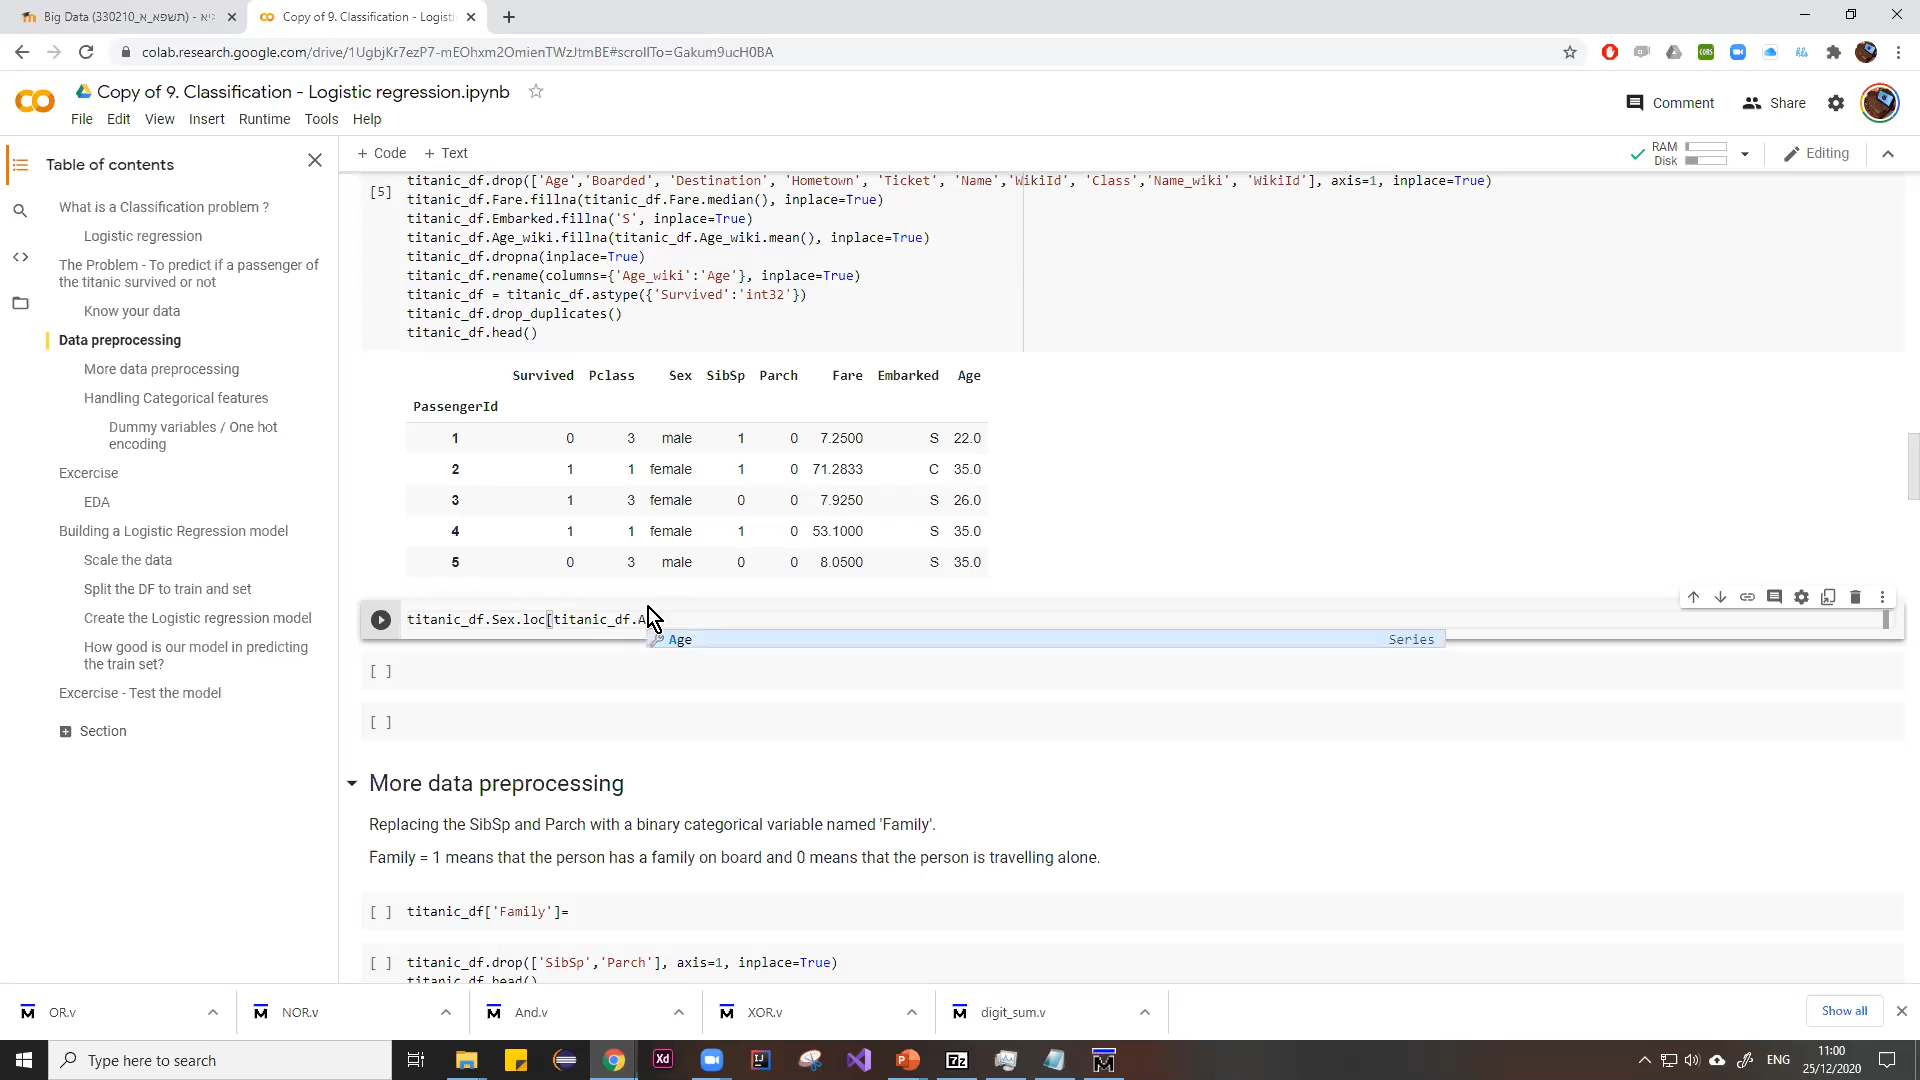 Big Data (330210_תשפא_א) - גיא
Copy of 9. Classification - Logisti
colab.research.google.com/drive/1UgbjKr7ezP7-mEOhxm2OmienTWzJtmBE#scrollTo=Gakum9ucH0BA
Copy of 9. Classification - Logistic regression.ipynb
Comment
Share
File Edit View Insert Runtime Tools Help
Table of contents
+ Code + Text
RAM
Disk
Editing
What is a Classification problem ?
Logistic regression
The Problem - To predict if a passenger of
the titanic survived or not
Know your data
Data preprocessing
More data preprocessing
Handling Categorical features
Dummy variables / One hot
encoding
Excercise
EDA
Building a Logistic Regression model
Scale the data
Split the DF to train and set
Create the Logistic regression model
How good is our model in predicting
the train set?
Excercise - Test the model
Section
[5]
titanic_df.drop(['Age','Boarded', 'Destination', 'Hometown', 'Ticket', 'Name','WikiId', 'Class','Name_wiki', 'WikiId'], axis=1, inplace=True)
titanic_df.Fare.fillna(titanic_df.Fare.median(), inplace=True)
titanic_df.Embarked.fillna('S', inplace=True)
titanic_df.Age_wiki.fillna(titanic_df.Age_wiki.mean(), inplace=True)
titanic_df.dropna(inplace=True)
titanic_df.rename(columns={'Age_wiki':'Age'}, inplace=True)
titanic_df = titanic_df.astype({'Survived':'int32'})
titanic_df.drop_duplicates()
titanic_df.head()
Survived Pclass Sex SibSp Parch Fare Embarked Age
PassengerId
1 0 3 male 1 0 7.2500 S 22.0
2 1 1 female 1 0 71.2833 C 35.0
3 1 3 female 0 0 7.9250 S 26.0
4 1 1 female 1 0 53.1000 S 35.0
5 0 3 male 0 0 8.0500 S 35.0
titanic_df.Sex.loc[titanic_df.A
Age Series
[ ]
[ ]
More data preprocessing
Replacing the SibSp and Parch with a binary categorical variable named 'Family'.
Family = 1 means that the person has a family on board and 0 means that the person is travelling alone.
[ ] titanic_df['Family']=
[ ] titanic_df.drop(['SibSp','Parch'], axis=1, inplace=True)
titanic_df.head()
OR.v
NOR.v
And.v
XOR.v
digit_sum.v
Show all
Type here to search
ENG
11:00
25/12/2020